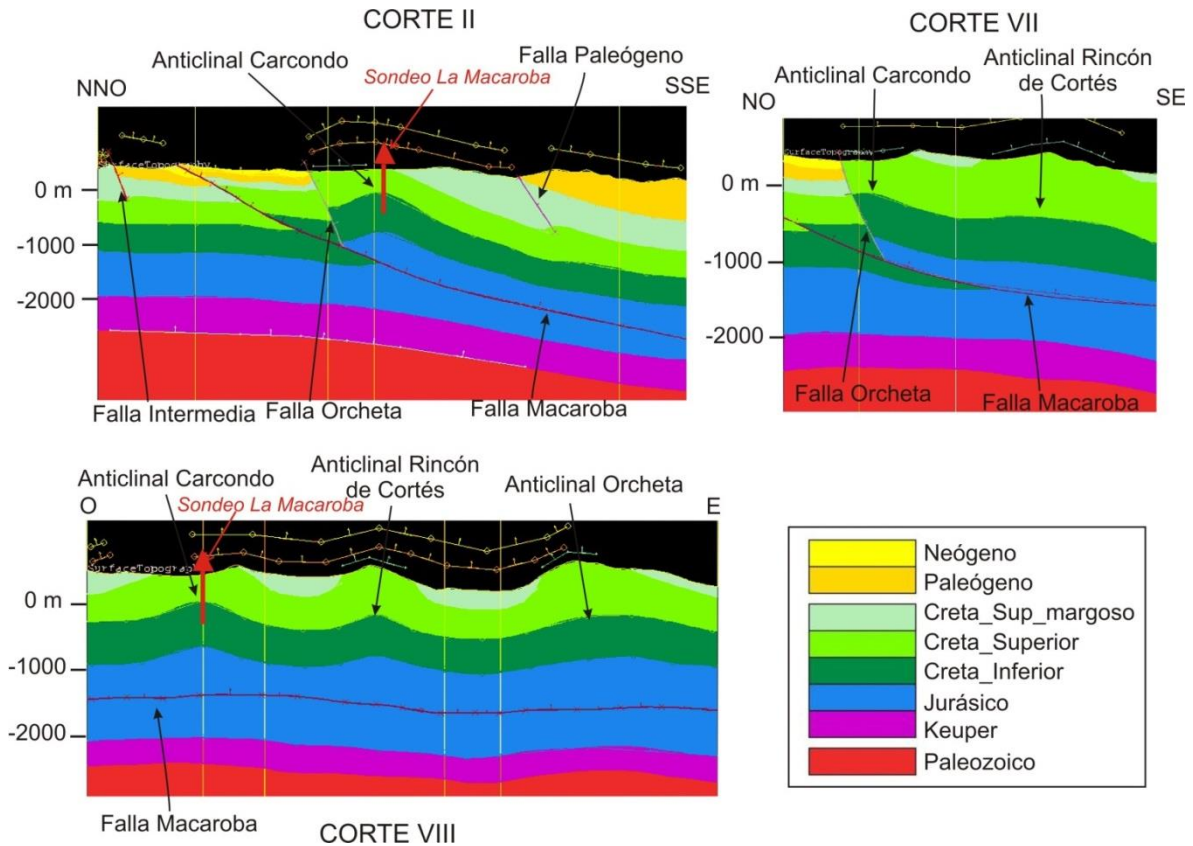 CORTE II
Anticlinal Carcondo
Falla Paleógeno
Sondeo La Macaroba
NNO
SSE
SurfaceTopography
0 m
-1000
-2000
Falla Intermedia
Falla Orcheta
Falla Macaroba
CORTE VII
Anticlinal Carcondo
Anticlinal Rincón
de Cortés
NO
SE
SurfaceTopography
0 m
-1000
-2000
Falla Orcheta
Falla Macaroba
Anticlinal Carcondo
Anticlinal Rincón
de Cortés
Anticlinal Orcheta
O
Sondeo La Macaroba
E
SurfaceTopography
0 m
-1000
-2000
Falla Macaroba
CORTE VIII
Neógeno
Paleógeno
Creta_Sup_margoso
Creta_Superior
Creta_Inferior
Jurásico
Keuper
Paleozoico